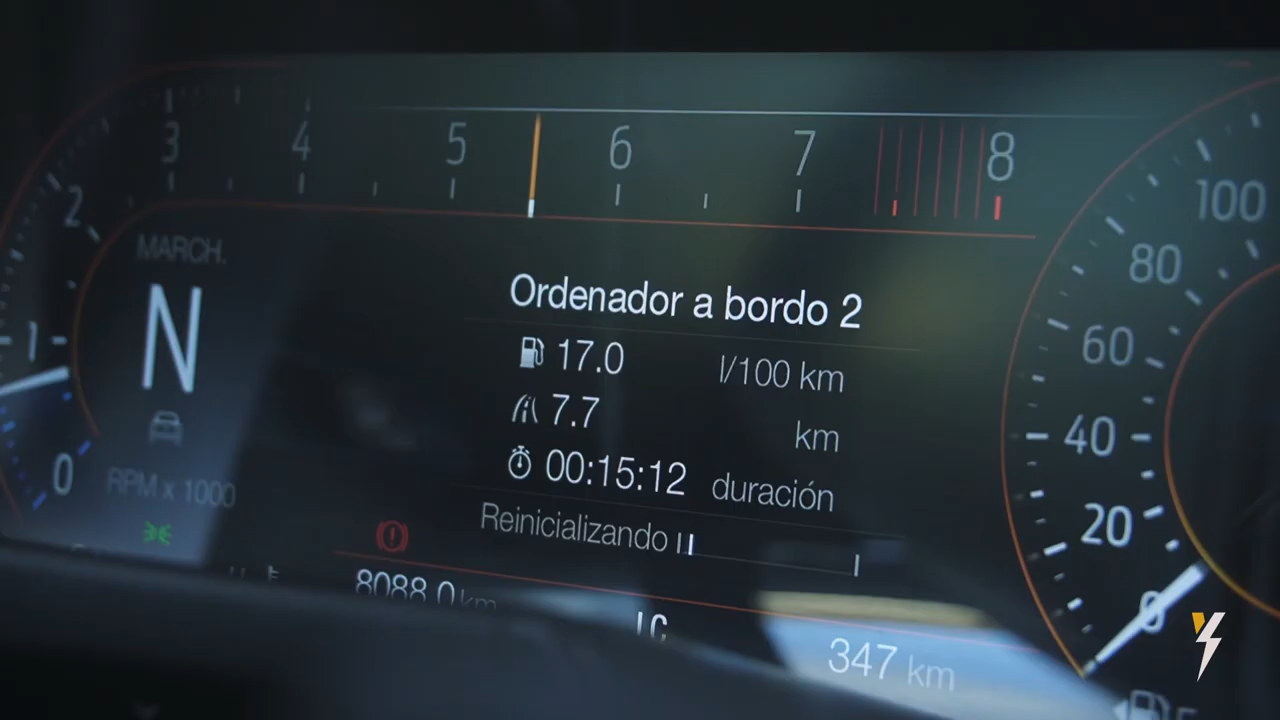 3 4 5 6 7 8
2
1
0
MARCH.
N
RPM x 1000
Ordenador a bordo 2
17.0 l/100 km
7.7 km
00:15:12 duración
Reinicializando
8088.0 km
347 km
100
80
60
40
20
0